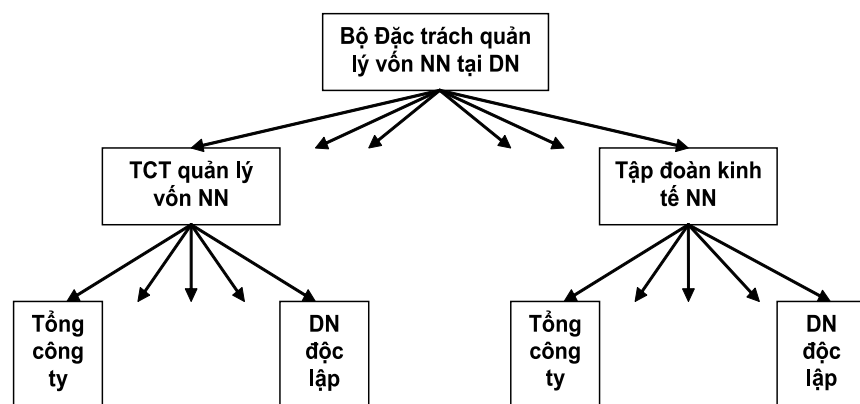 Bộ Đặc trách quản
lý vốn NN tại DN
TCT quản lý
vốn NN
Tập đoàn kinh
tế NN
Tổng
công
ty
DN
độc
lập
Tổng
công
ty
DN
độc
lập